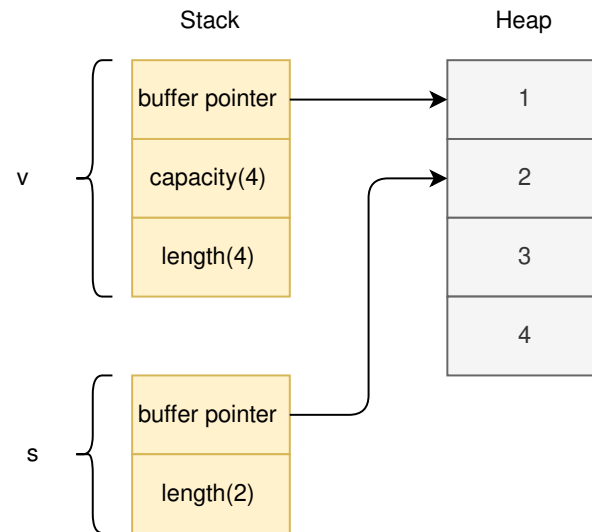 Stack
Heap
v
buffer pointer
capacity(4)
length(4)
1
2
3
4
s
buffer pointer
length(2)